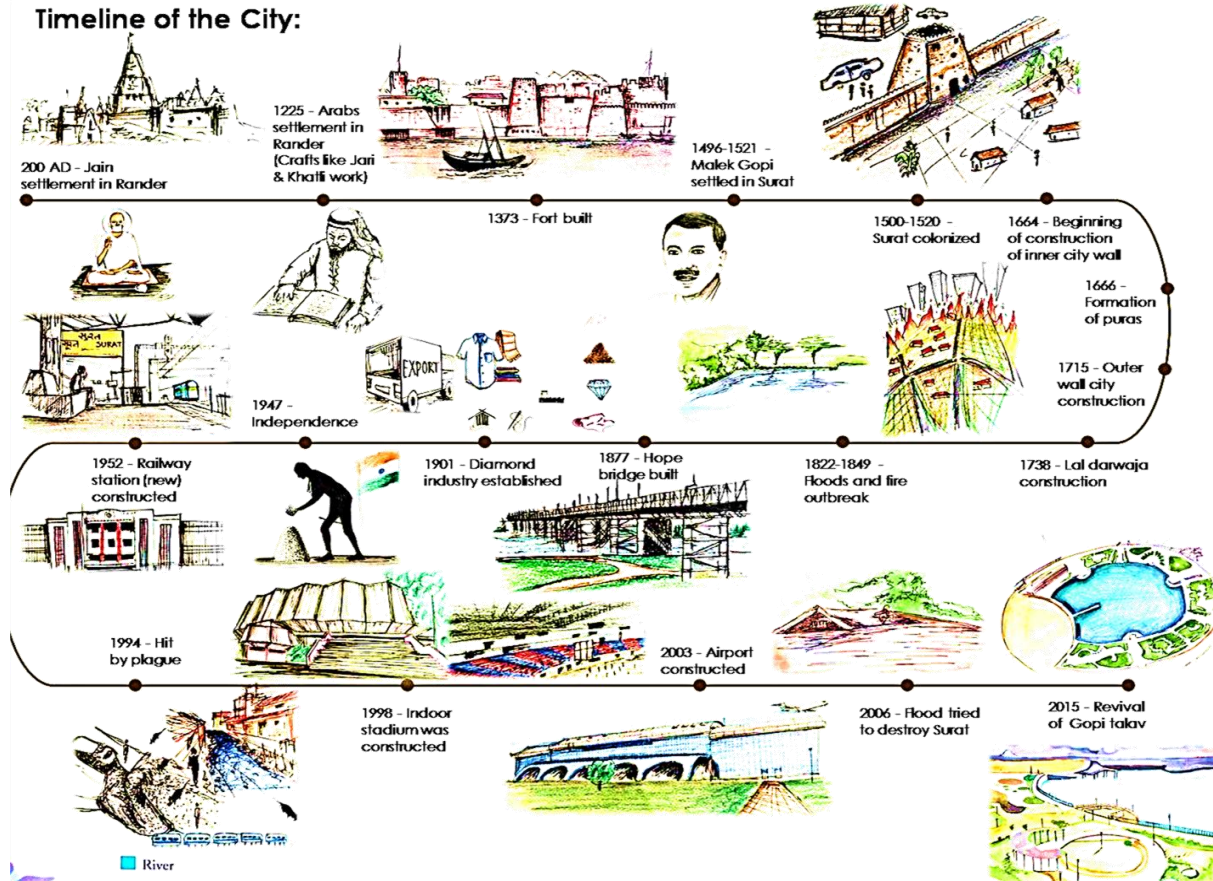 Timeline of the City:
200 AD - Jain
settlement in Rander
1225 - Arabs
settlement in
Rander
(Crafts like Jari
& Khatli work)
1373 - Fort built
1496-1521 -
Malek Gopi
settled in Surat
1500-1520 -
Surat colonized
1664 - Beginning
of construction
of inner city wall
1666 -
Formation
of puras
1715 - Outer
wall city
construction
1738 - Lal darwaja
construction
1822-1849 -
Floods and fire
outbreak
1877 - Hope
bridge built
1901 - Diamond
industry established
EXPORT
1947 -
Independence
સુરત
सूरत SURAT
1952 - Railway
station (new)
constructed
1994 - Hit
by plague
1998 - Indoor
stadium was
constructed
2003 - Airport
constructed
2006 - Flood tried
to destroy Surat
2015 - Revival
of Gopi talav
River